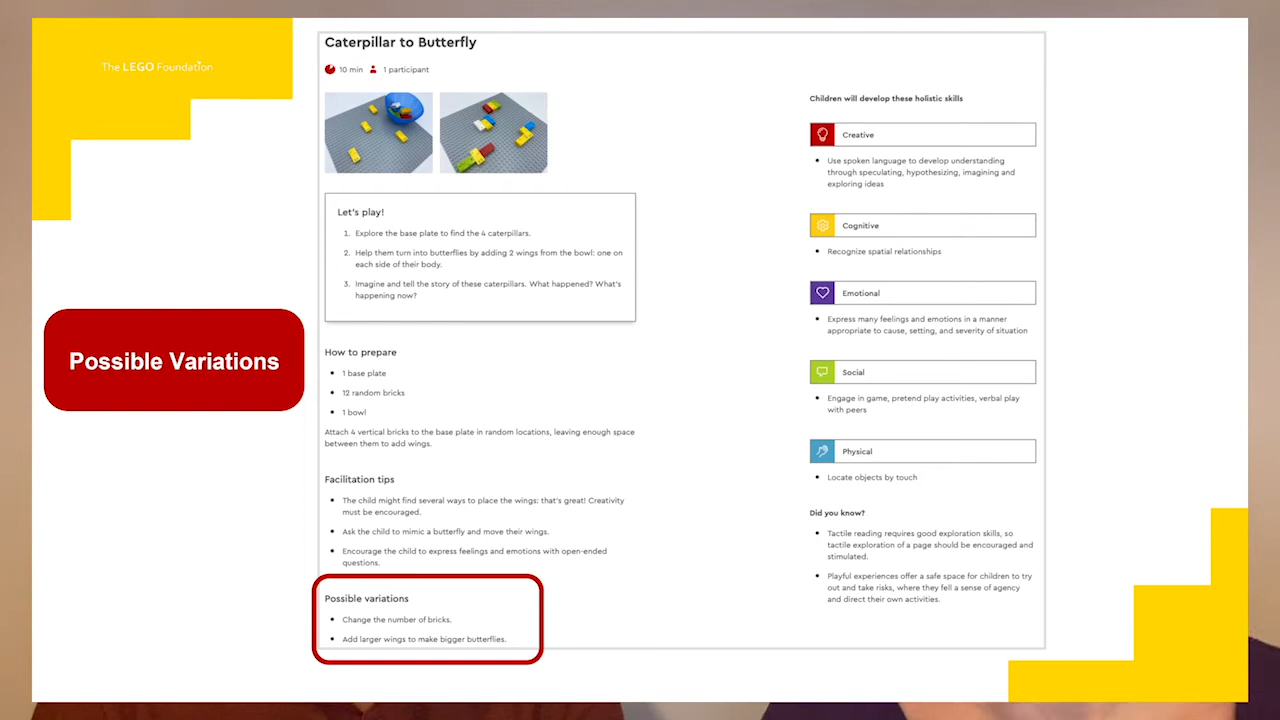 The LEGO Foundation
Possible Variations
Caterpillar to Butterfly
10 min 1 participant
Let's play!
1. Explore the base plate to find the 4 caterpillars.
2. Help them turn into butterflies by adding 2 wings from the bowl: one on
each side of their body.
3. Imagine and tell the story of these caterpillars. What happened? What's
happening now?
How to prepare
• 1 base plate
• 12 random bricks
• 1 bowl
Attach 4 vertical bricks to the base plate in random locations, leaving enough space
between them to add wings.
Facilitation tips
• The child might find several ways to place the wings: that's great! Creativity
must be encouraged.
• Ask the child to mimic a butterfly and move their wings.
• Encourage the child to express feelings and emotions with open-ended
questions.
Possible variations
• Change the number of bricks.
• Add larger wings to make bigger butterflies.
Children will develop these holistic skills
Creative
• Use spoken language to develop understanding
through speculating, hypothesizing, imagining and
exploring ideas
Cognitive
• Recognize spatial relationships
Emotional
• Express many feelings and emotions in a manner
appropriate to cause, setting, and severity of situation
Social
• Engage in game, pretend play activities, verbal play
with peers
Physical
• Locate objects by touch
Did you know?
• Tactile reading requires good exploration skills, so
tactile exploration of a page should be encouraged and
stimulated.
• Playful experiences offer a safe space for children to try
out and take risks, where they fell a sense of agency
and direct their own activities.